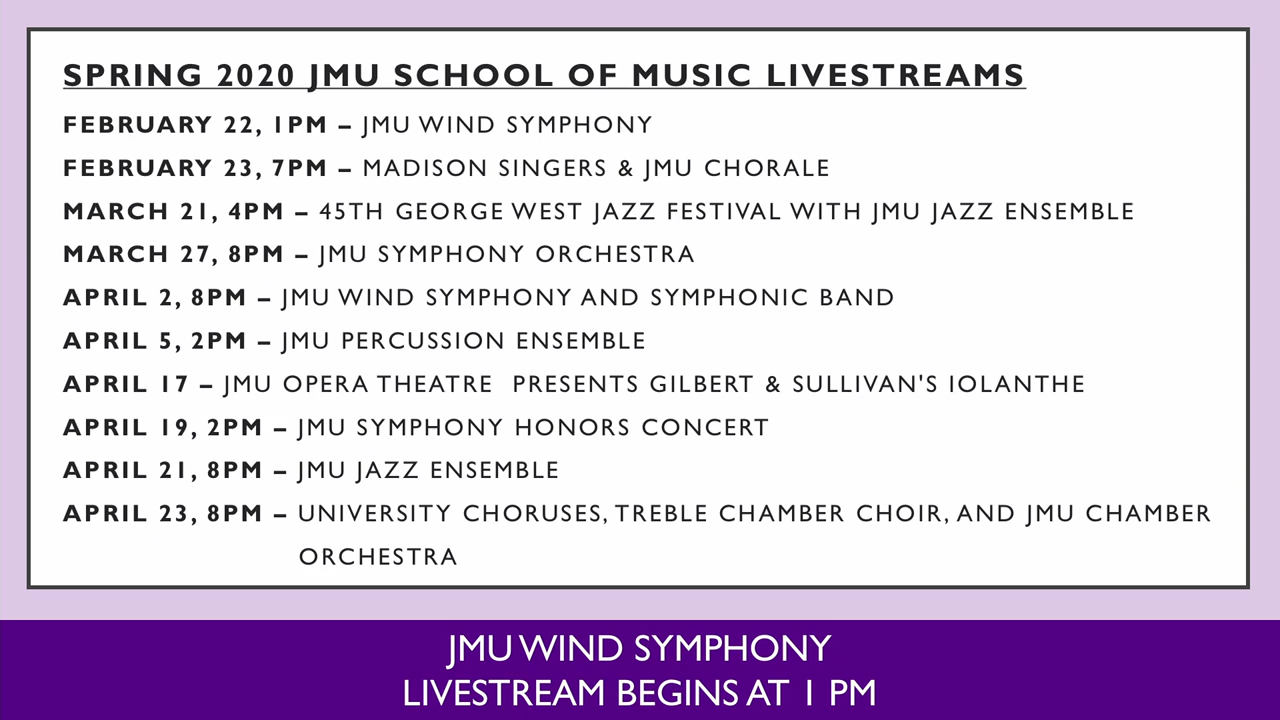 SPRING 2020 JMU SCHOOL OF MUSIC LIVESTREAMS
FEBRUARY 22, 1PM – JMU WIND SYMPHONY
FEBRUARY 23, 7PM – MADISON SINGERS & JMU CHORALE
MARCH 21, 4PM – 45TH GEORGE WEST JAZZ FESTIVAL WITH JMU JAZZ ENSEMBLE
MARCH 27, 8PM – JMU SYMPHONY ORCHESTRA
APRIL 2, 8PM – JMU WIND SYMPHONY AND SYMPHONIC BAND
APRIL 5, 2PM – JMU PERCUSSION ENSEMBLE
APRIL 17 – JMU OPERA THEATRE  PRESENTS GILBERT & SULLIVAN'S IOLANTHE
APRIL 19, 2PM – JMU SYMPHONY HONORS CONCERT
APRIL 21, 8PM – JMU JAZZ ENSEMBLE
APRIL 23, 8PM – UNIVERSITY CHORUSES, TREBLE CHAMBER CHOIR, AND JMU CHAMBER
ORCHESTRA
JMU WIND SYMPHONY
LIVESTREAM BEGINS AT 1 PM